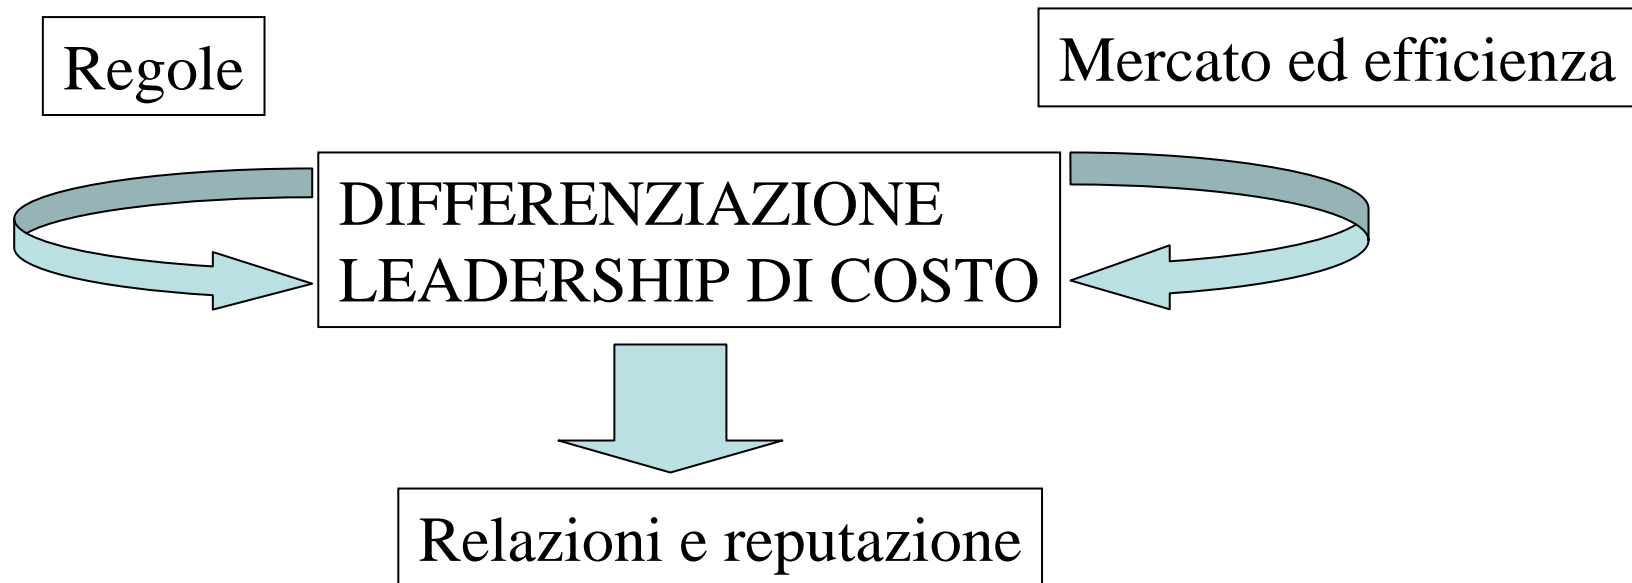 Regole
Mercato ed efficienza
DIFFERENZIAZIONE
LEADERSHIP DI COSTO
Relazioni e reputazione